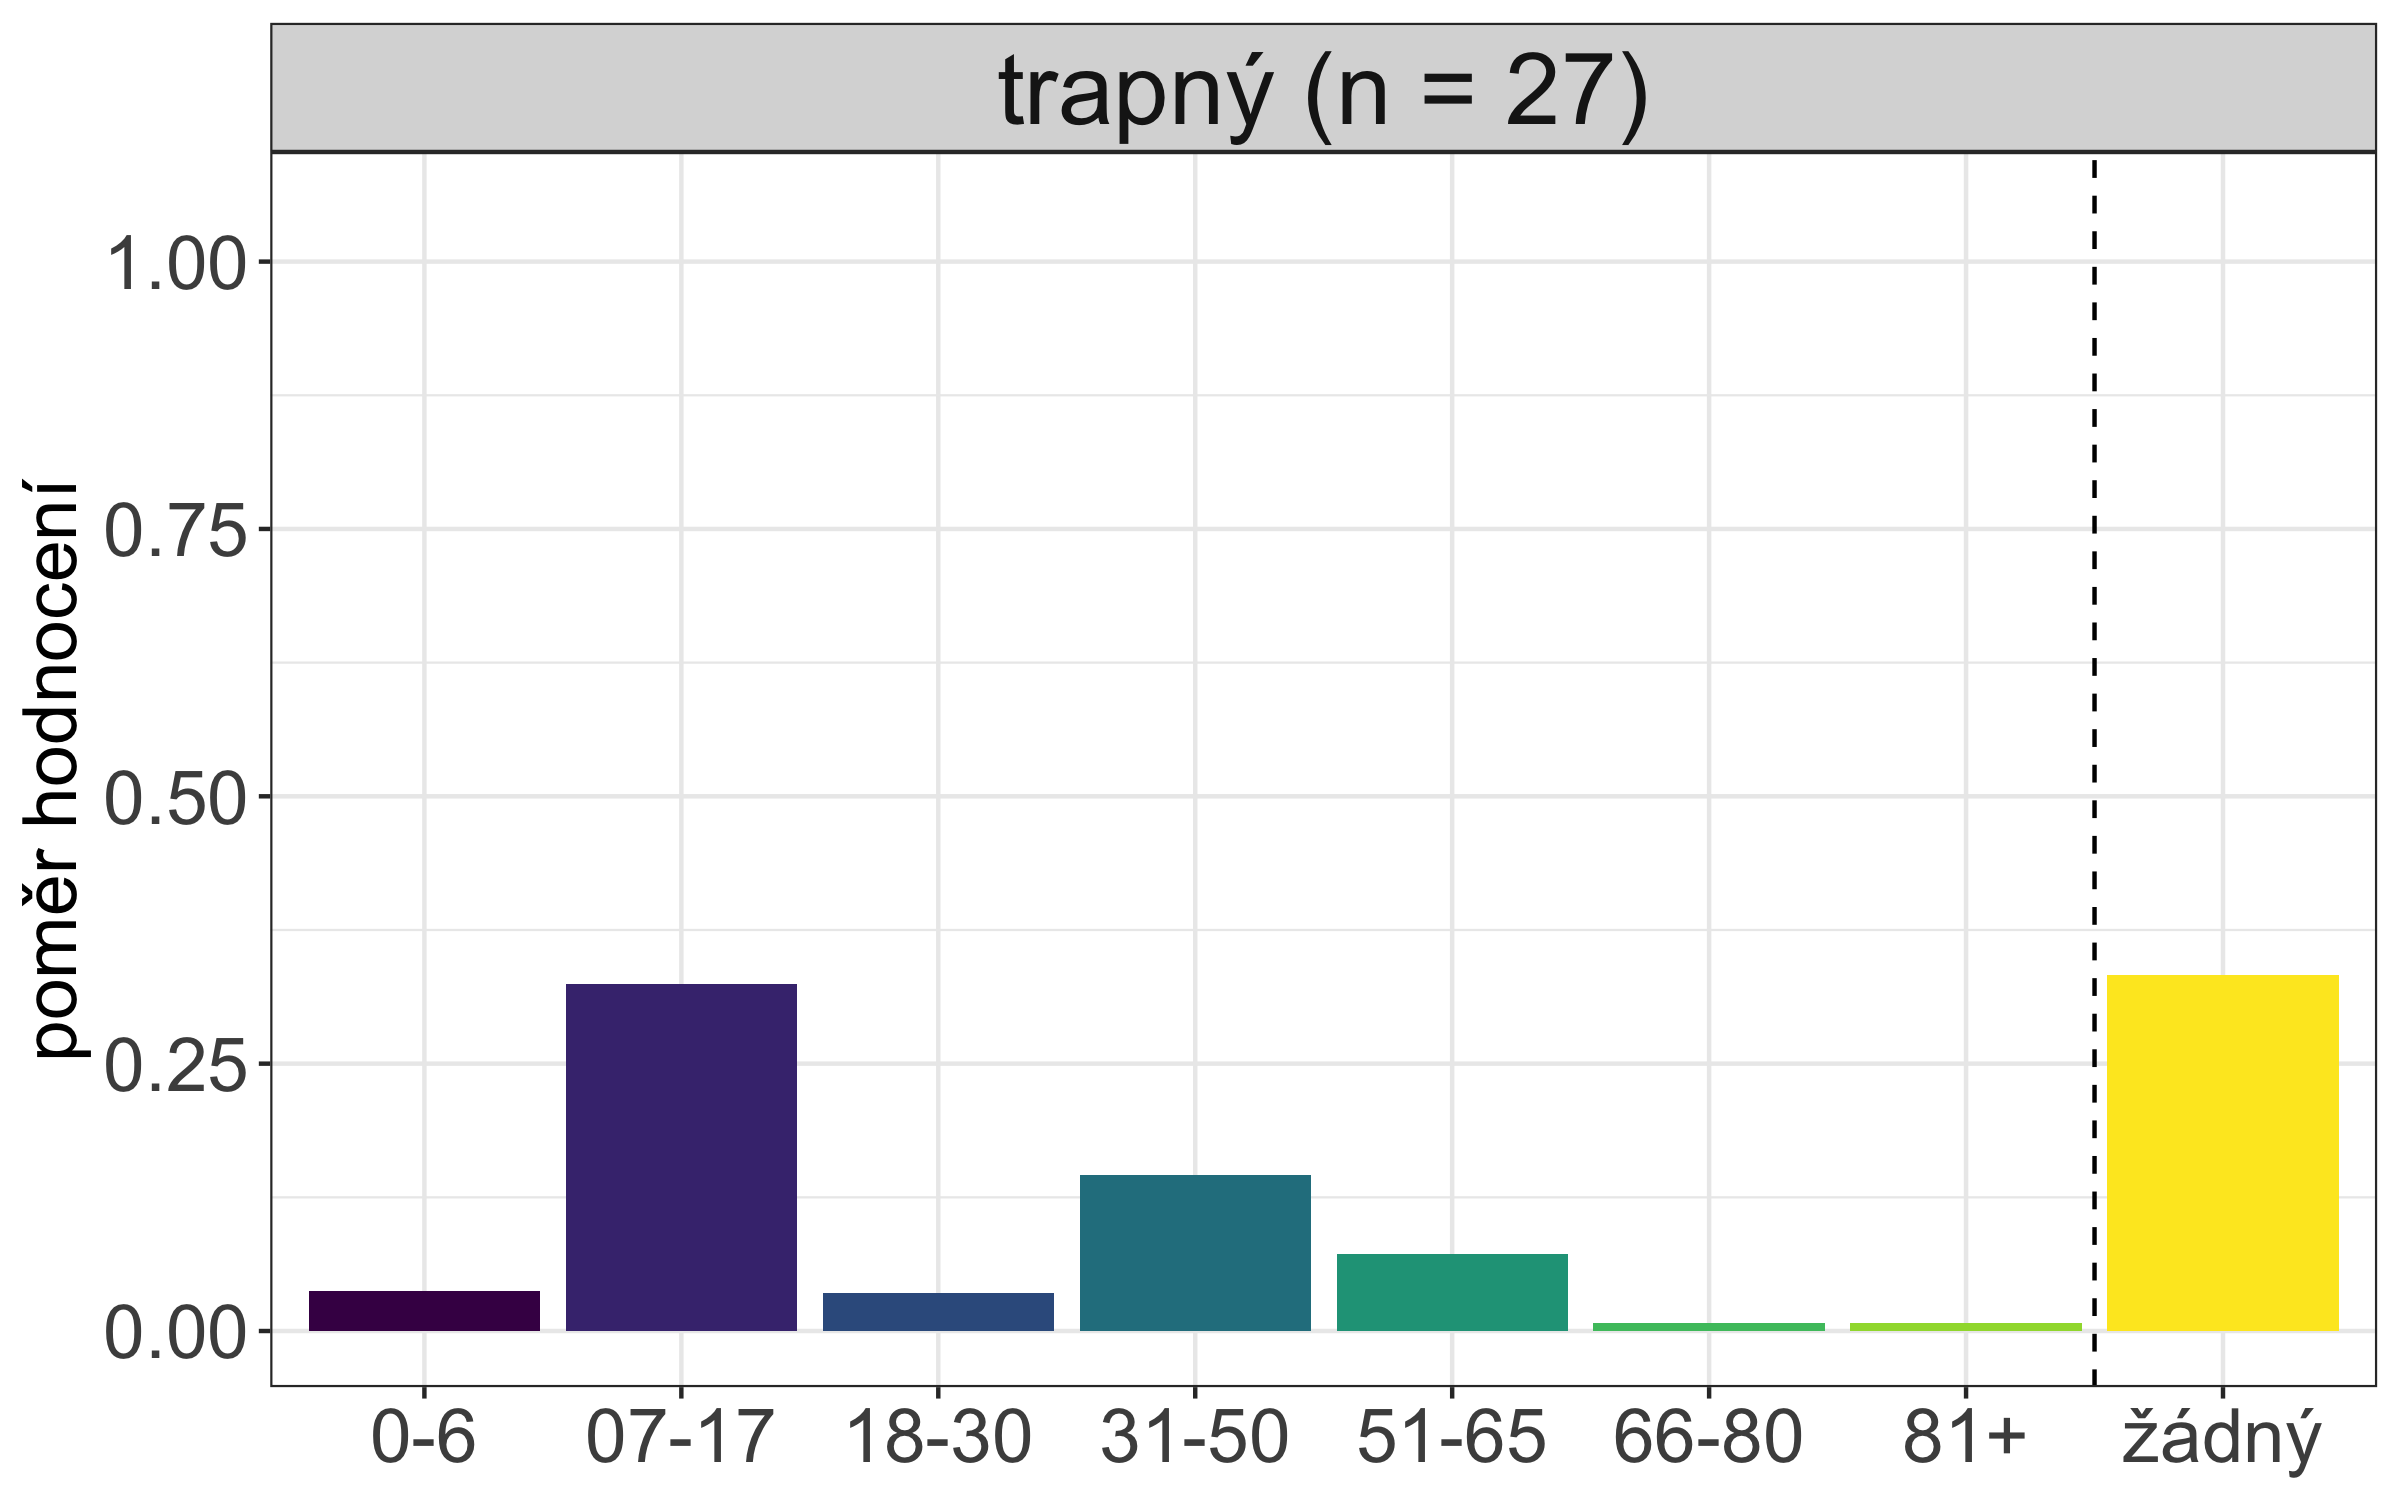 trapný (n = 27)
poměr hodnocení
1.00
0.75
0.50
0.25
0.00
0-6 07-17 18-30 31-50 51-65 66-80 81+ žádný